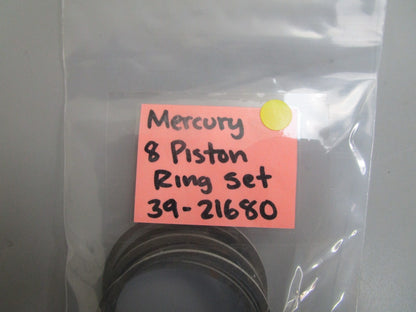 Mercury
8 Piston
Ring Set
39-21680